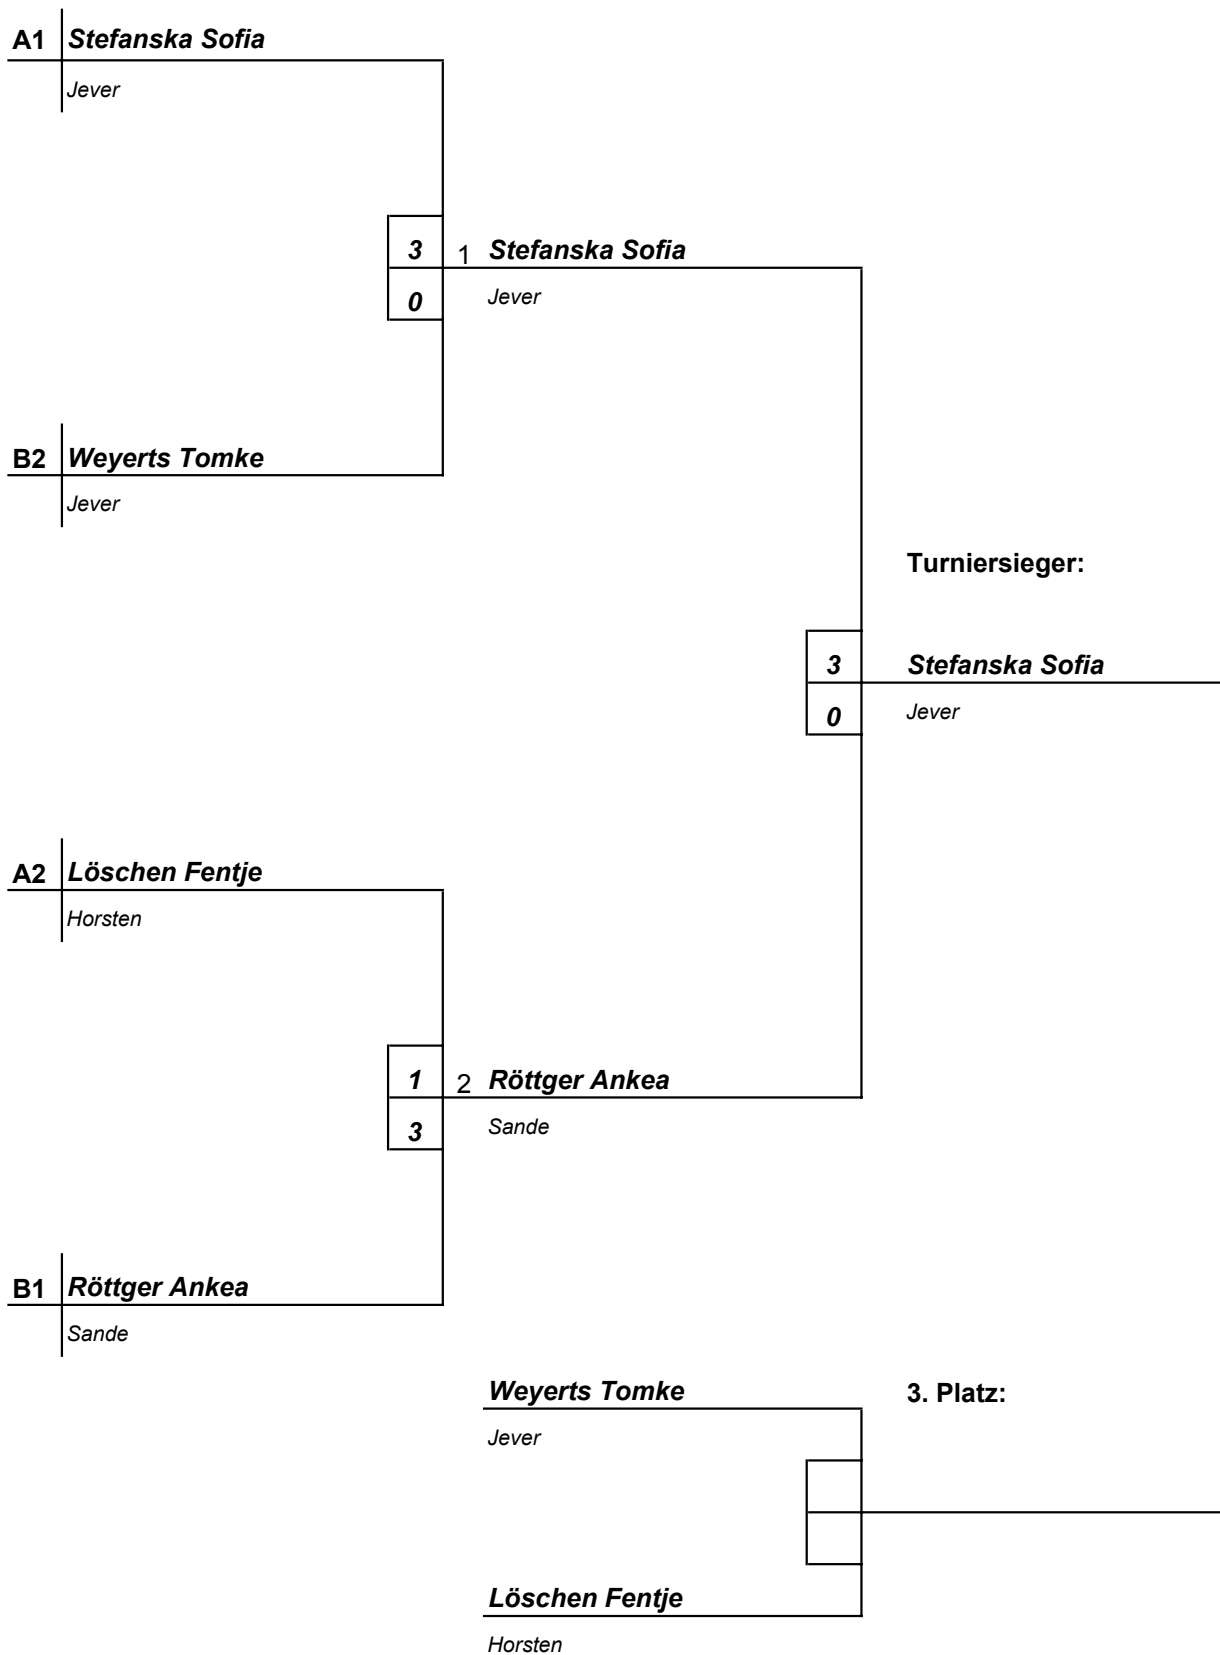 A1 Stefanska Sofia
Jever
3 1 Stefanska Sofia
0 Jever
B2 Weyerts Tomke
Jever
Turniersieger:
3 Stefanska Sofia
0 Jever
A2 Löschen Fentje
Horsten
1 2 Röttger Ankea
3 Sande
B1 Röttger Ankea
Sande
Weyerts Tomke 3. Platz:
Jever
Löschen Fentje
Horsten